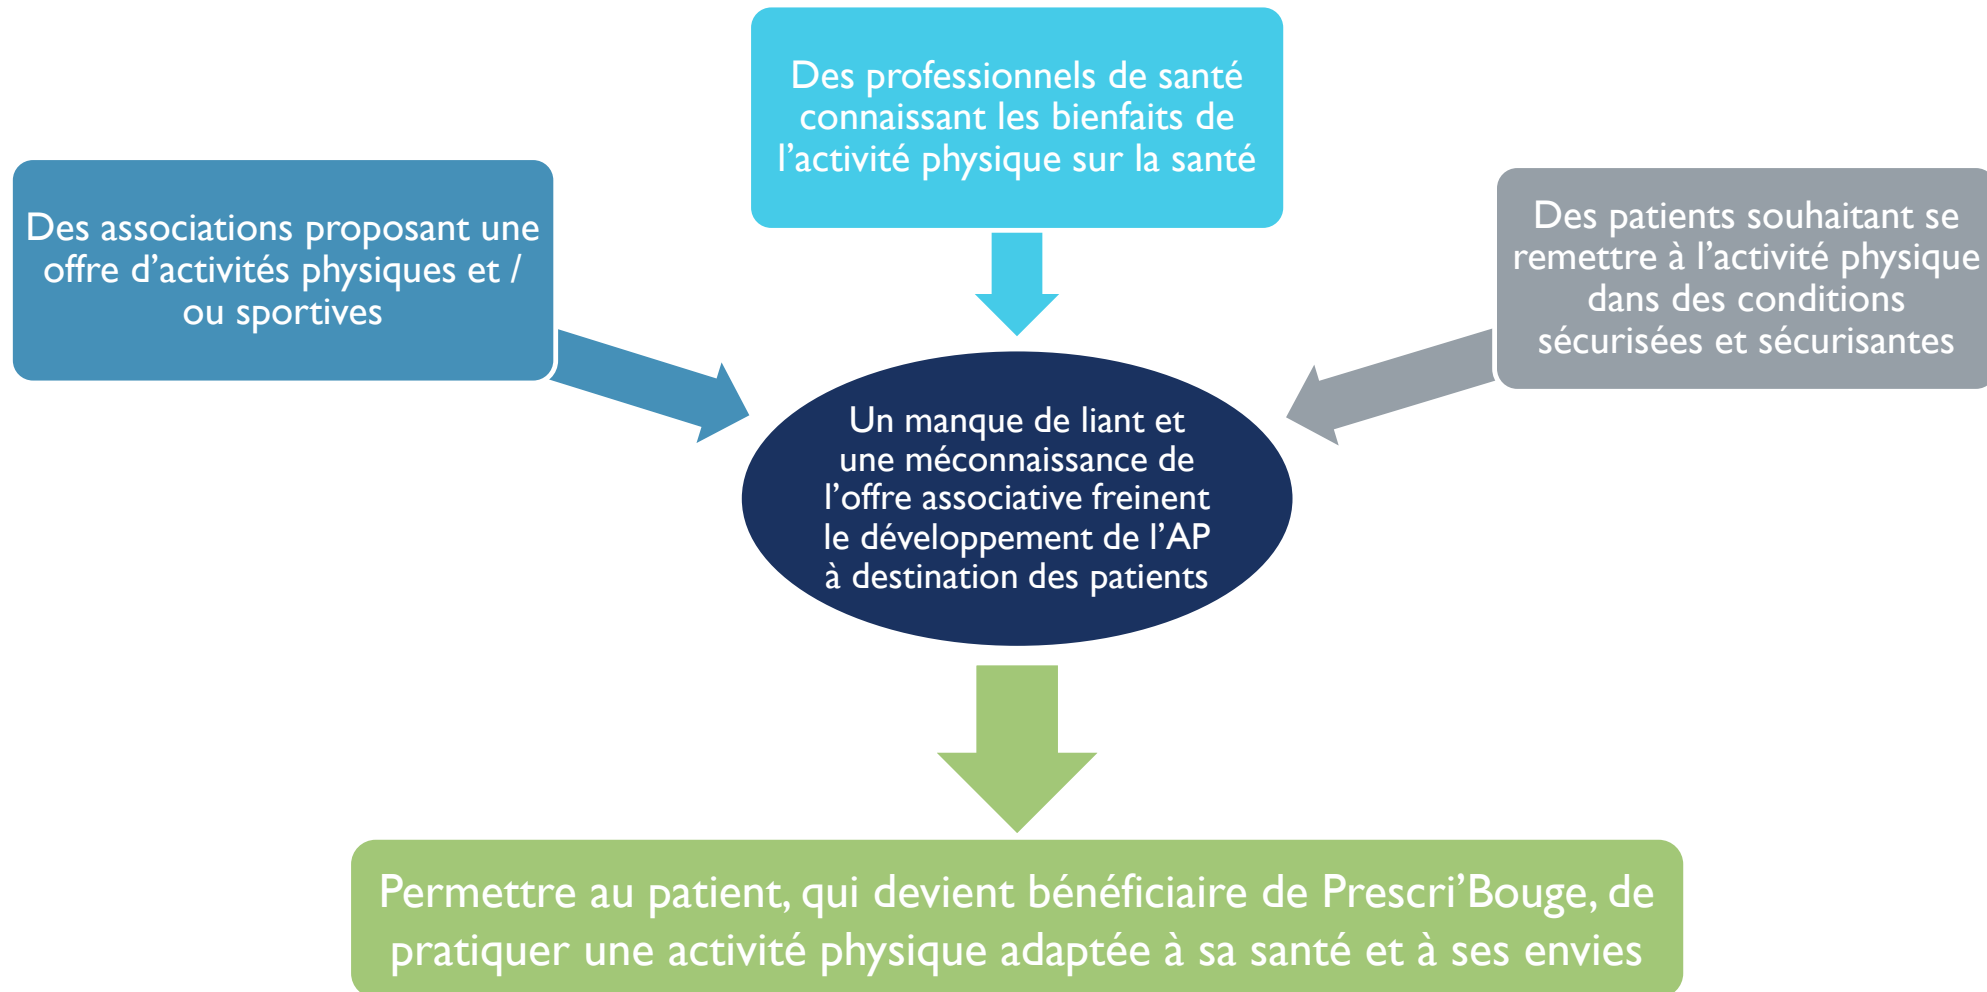 Des professionnels de santé
connaissant les bienfaits de
l’activité physique sur la santé
Des associations proposant une
offre d’activités physiques et /
ou sportives
Des patients souhaitant se
remettre à l’activité physique
dans des conditions
sécurisées et sécurisantes
Un manque de liant et
une méconnaissance de
l’offre associative freinent
le développement de l’AP
à destination des patients
Permettre au patient, qui devient bénéficiaire de Prescri’Bouge, de
pratiquer une activité physique adaptée à sa santé et à ses envies